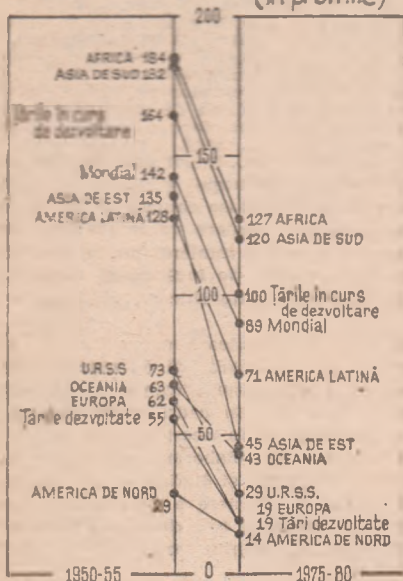 (în promile)
200
AFRICA 184
ASIA DE SUD 182
Țările în curs 164
de dezvoltare
150
Mondial 142
ASIA DE EST 135
AMERICA LATINĂ 128
127 AFRICA
120 ASIA DE SUD
100
100 Țările în curs
de dezvoltare
89 Mondial
U.R.S.S 73
71 AMERICA LATINĂ
OCEANIA 63
EUROPA 62
Țările dezvoltate 55
50
45 ASIA DE EST
43 OCEANIA
AMERICA DE NORD
29
29 U.R.S.S.
19 EUROPA
19 Țări dezvoltate
14 AMERICA DE NORD
1950-55
0
1975-80